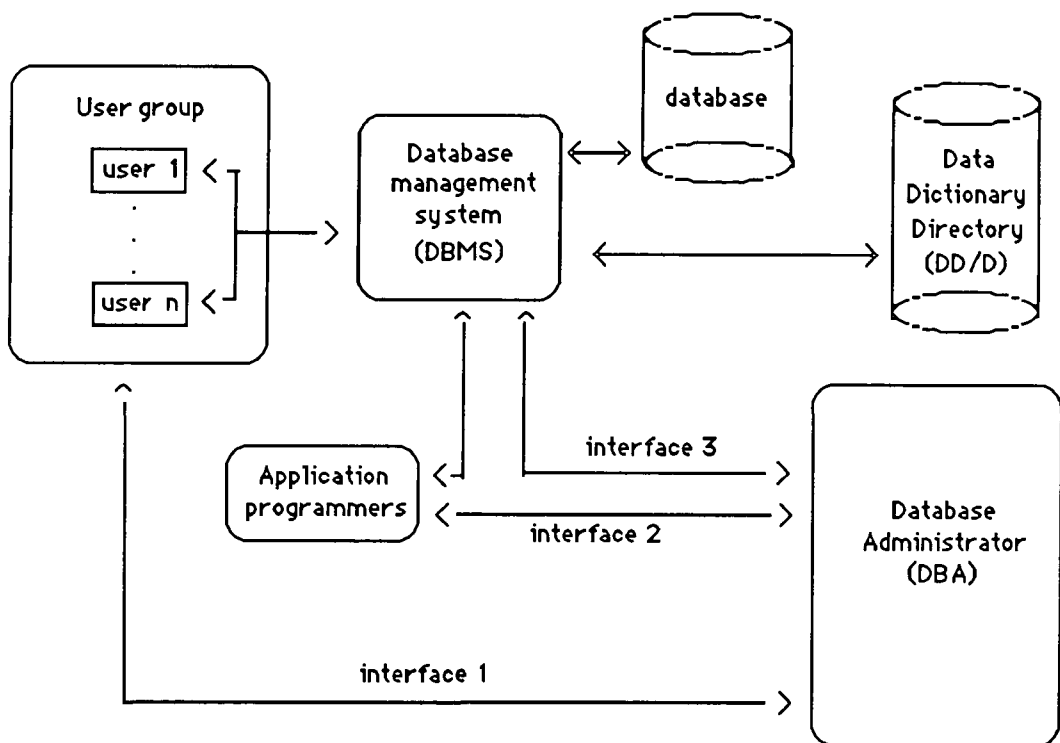 User group
user 1
user n
Database
management
system
(DBMS)
database
Data
Dictionary
Directory
(DD/D)
interface 3
Application
programmers
interface 2
Database
Administrator
(DBA)
interface 1